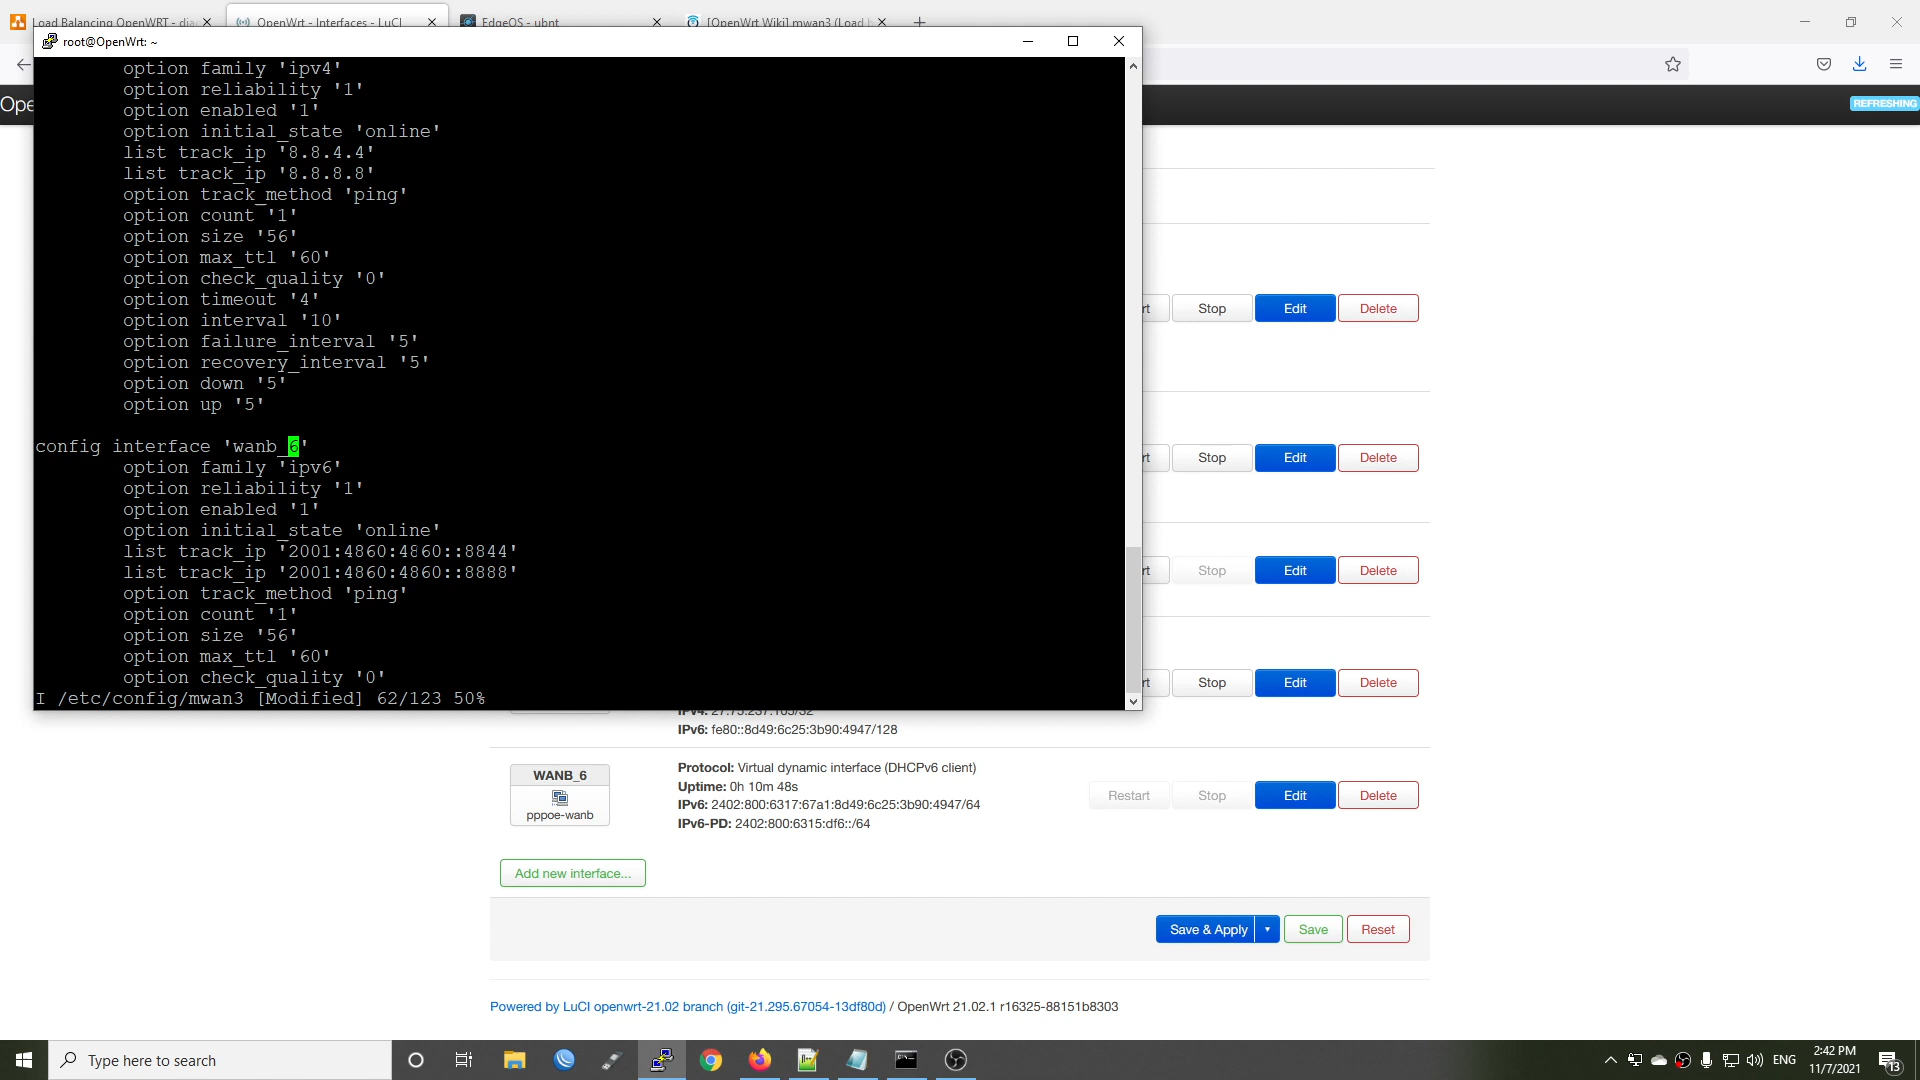 Load Balancing OpenWRT - dia
OpenWrt - Interfaces - LuCI
EdgeOS - ubnt
[OpenWrt Wiki] mwan3 (Load b
root@OpenWrt: ~
Ope
REFRESHING
option family 'ipv4'
option reliability '1'
option enabled '1'
option initial_state 'online'
list track_ip '8.8.4.4'
list track_ip '8.8.8.8'
option track_method 'ping'
option count '1'
option size '56'
option max_ttl '60'
option check_quality '0'
option timeout '4'
option interval '10'
option failure_interval '5'
option recovery_interval '5'
option down '5'
option up '5'
config interface 'wanb_6'
option family 'ipv6'
option reliability '1'
option enabled '1'
option initial_state 'online'
list track_ip '2001:4860:4860::8844'
list track_ip '2001:4860:4860::8888'
option track_method 'ping'
option count '1'
option size '56'
option max_ttl '60'
option check_quality '0'
I /etc/config/mwan3 [Modified] 62/123 50%
rt Stop Edit Delete
rt Stop Edit Delete
rt Stop Edit Delete
rt Stop Edit Delete
IPv6: fe80::8d49:6c25:3b90:4947/128
WANB_6
pppoe-wanb
Protocol: Virtual dynamic interface (DHCPv6 client)
Uptime: 0h 10m 48s
IPv6: 2402:800:6317:67a1:8d49:6c25:3b90:4947/64
IPv6-PD: 2402:800:6315:df6::/64
Restart Stop Edit Delete
Add new interface...
Save & Apply Save Reset
Powered by LuCI openwrt-21.02 branch (git-21.295.67054-13df80d) / OpenWrt 21.02.1 r16325-88151b8303
Type here to search
ENG
2:42 PM
11/7/2021
13